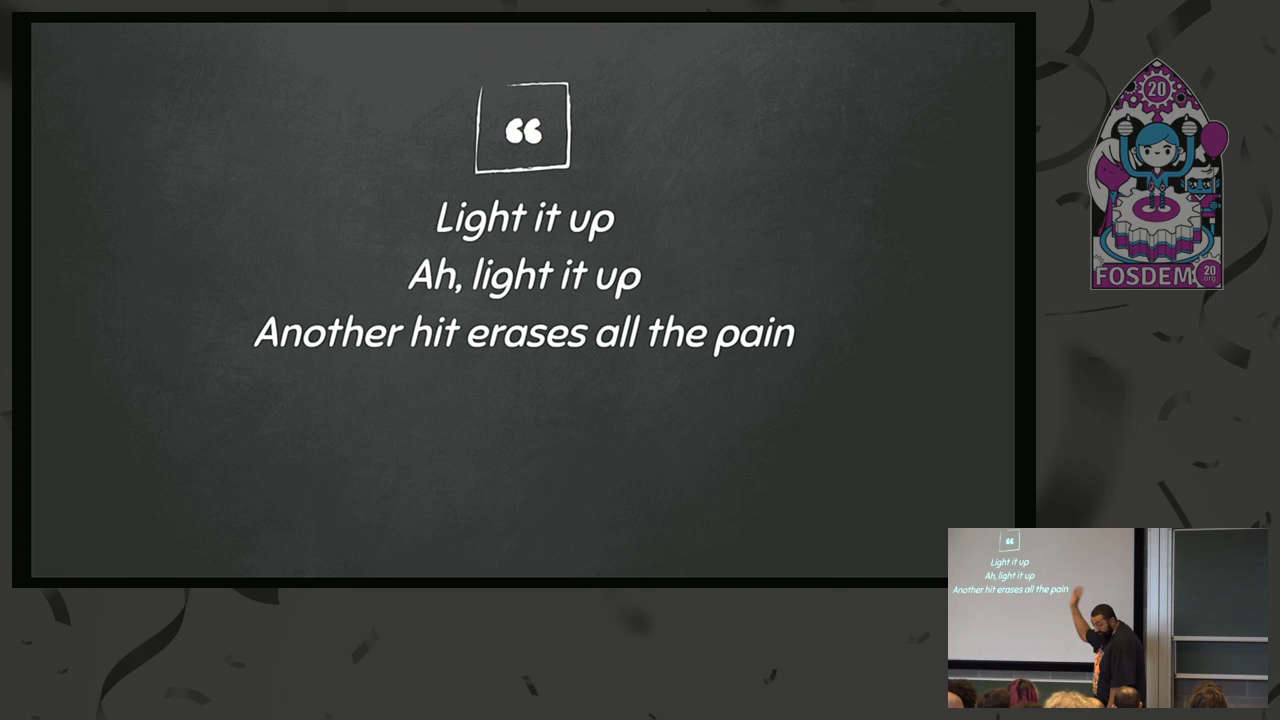 “
Light it up
Ah, light it up
Another hit erases all the pain
20
FOSDEM
20
.org
“
Light it up
Ah, light it up
Another hit erases all the pain